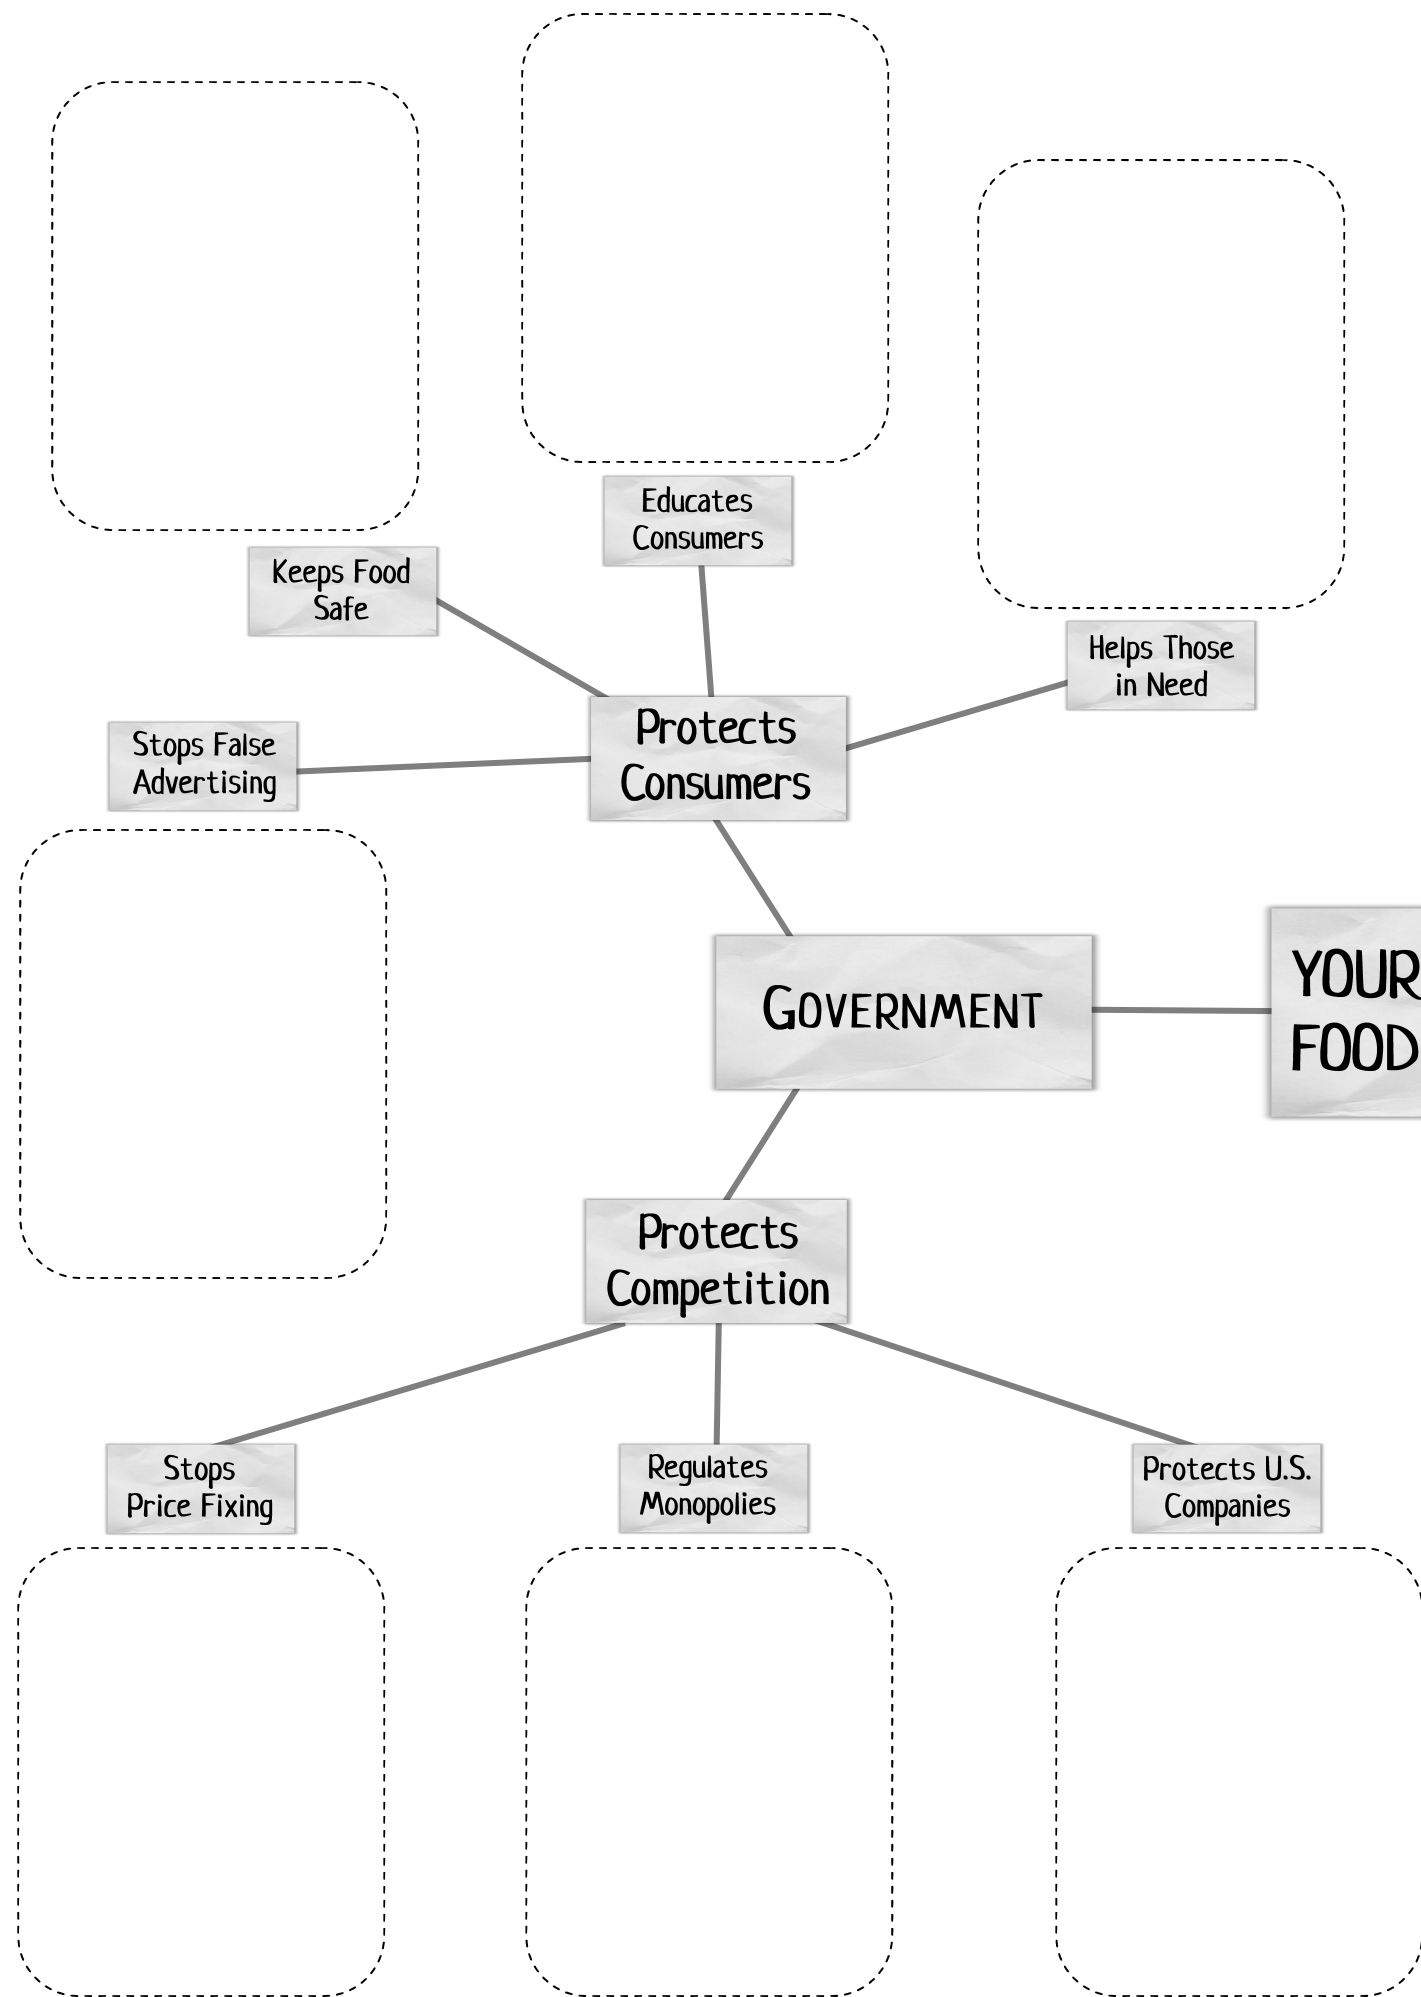 Educates
Consumers
Keeps Food
Safe
Helps Those
in Need
Stops False
Advertising
Protects
Consumers
GOVERNMENT
YOUR
FOOD
Protects
Competition
Stops
Price Fixing
Regulates
Monopolies
Protects U.S.
Companies